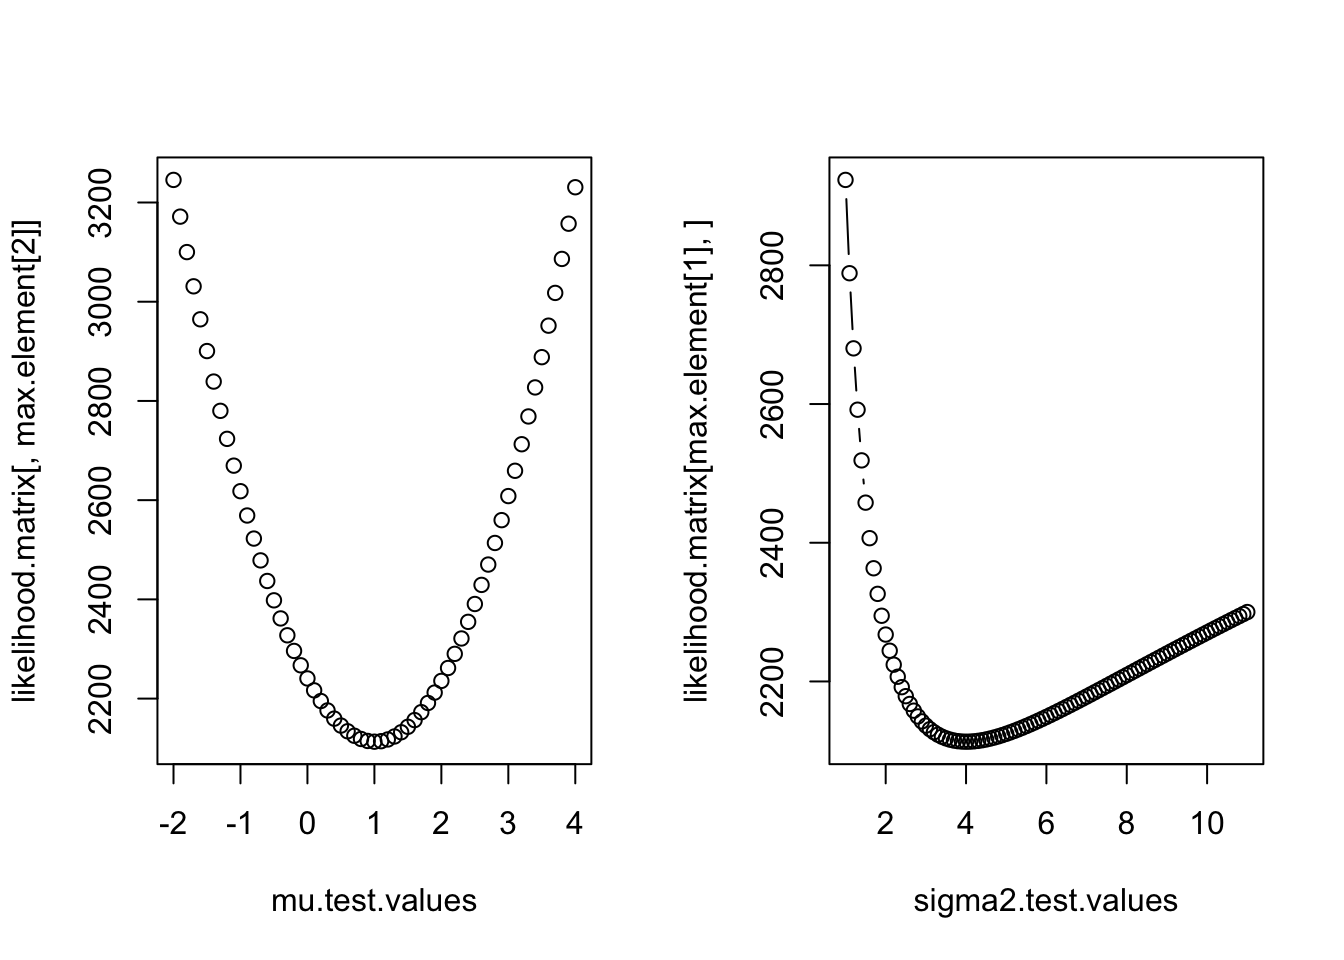 likelihood.matrix[, max.element[2]]
3200
3000
2800
2600
2400
2200
-2 -1 0 1 2 3 4
mu.test.values
likelihood.matrix[max.element[1], ]
2800
2600
2400
2200
2 4 6 8 10
sigma2.test.values